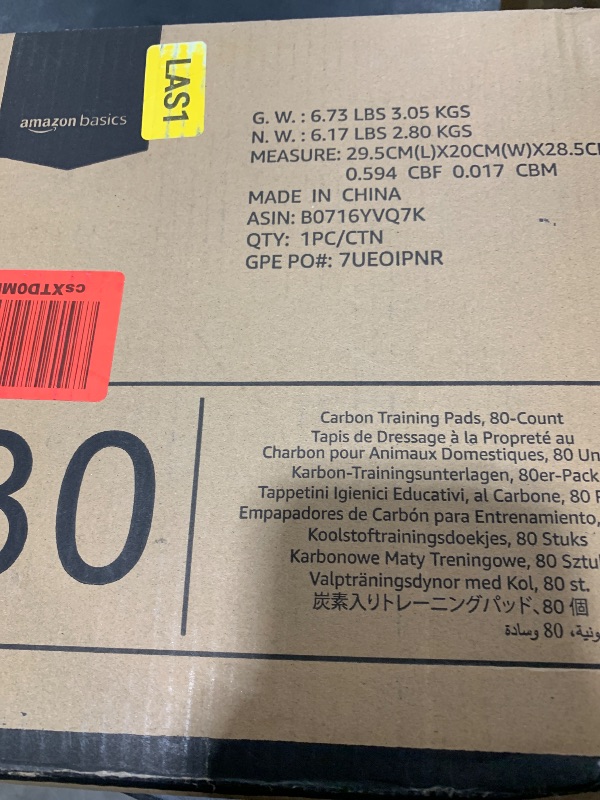 amazon basics
LAS1
G. W. : 6.73 LBS 3.05 KGS
N. W. : 6.17 LBS 2.80 KGS
MEASURE: 29.5CM(L)X20CM(W)X28.5C
0.594 CBF 0.017 CBM
MADE IN CHINA
ASIN: B0716YVQ7K
QTY: 1PC/CTN
GPE PO#: 7UEOIPNR
csXTDOM
80
Carbon Training Pads, 80-Count
Tapis de Dressage à la Propreté au
Charbon pour Animaux Domestiques, 80 Un
Karbon-Trainingsunterlagen, 80er-Pack
Tappetini Igienici Educativi, al Carbone, 80 P
Empapadores de Carbón para Entrenamiento,
Koolstoftrainingsdoekjes, 80 Stuks
Karbonowe Maty Treningowe, 80 Sztu
Valpträningsdynor med Kol, 80 st.
炭素入りトレーニングパッド、80 個
ونية، 80 وسادة